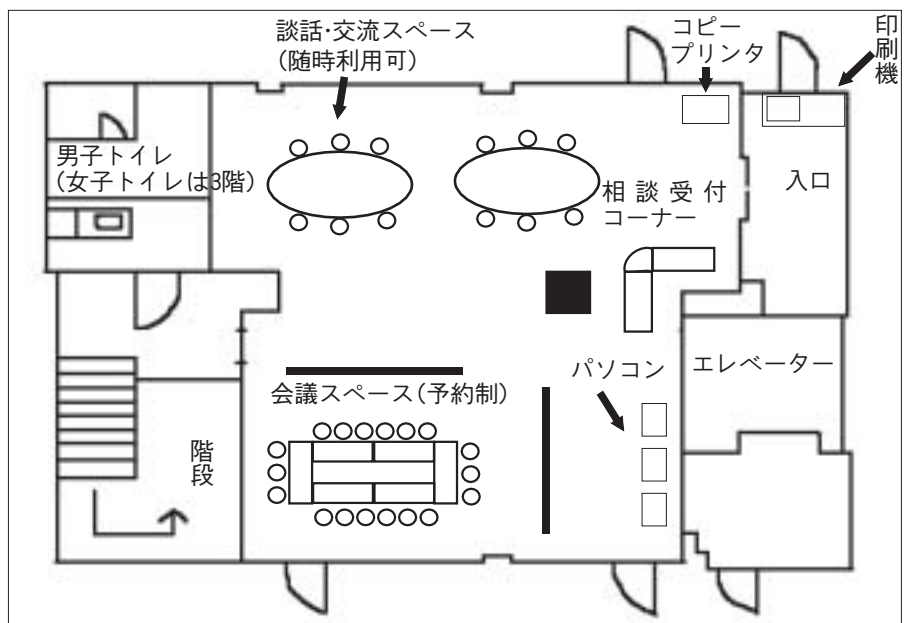 談話・交流スペース
(随時利用可)
コピー
プリンタ
印刷機
男子トイレ
(女子トイレは3階)
相談受付
コーナー
入口
会議スペース(予約制)
パソコン
エレベーター
階段